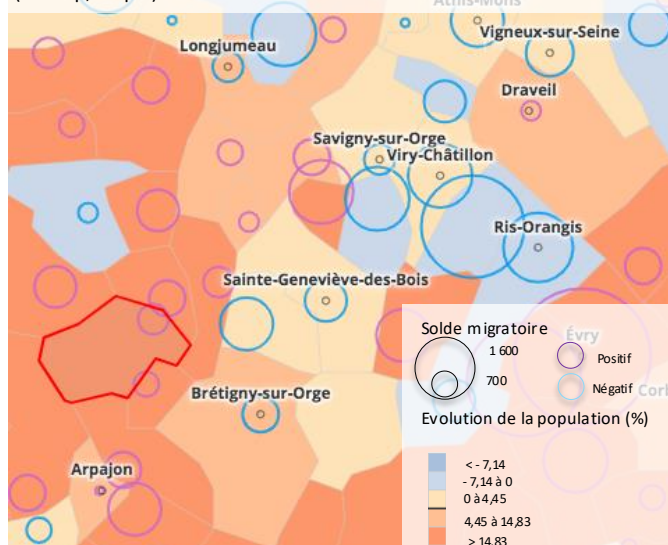 Athis-Mons
Vigneux-sur-Seine
Longjumeau
Draveil
Savigny-sur-Orge
Viry-Châtillon
Ris-Orangis
Sainte-Geneviève-des-Bois
Solde migratoire
1 600
700
Évry
Positif
Négatif
Evolution de la population (%)
Brétigny-sur-Orge
Arpajon
< - 7,14
- 7,14 à 0
0 à 4,45
4,45 à 14,83
> 14,83